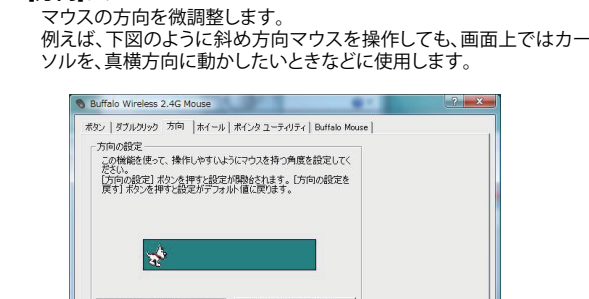 マウスの方向を微調整します。
例えば、下図のように斜め方向マウスを操作しても、画面上ではカー
ソルを、真横方向に動かしたいときなどに使用します。
Buffalo Wireless 2.4G Mouse
ボタン | ダブルクリック 方向 | ホイール | ポインタ ユーティリティ | Buffalo Mouse |
方向の設定
この機能を使って、操作しやすいようにマウスを持つ角度を設定してく
ださい。
[方向の設定] ボタンを押すと設定が開始されます。 [方向の設定を
戻す] ボタンを押すと設定がデフォルト値に戻ります。